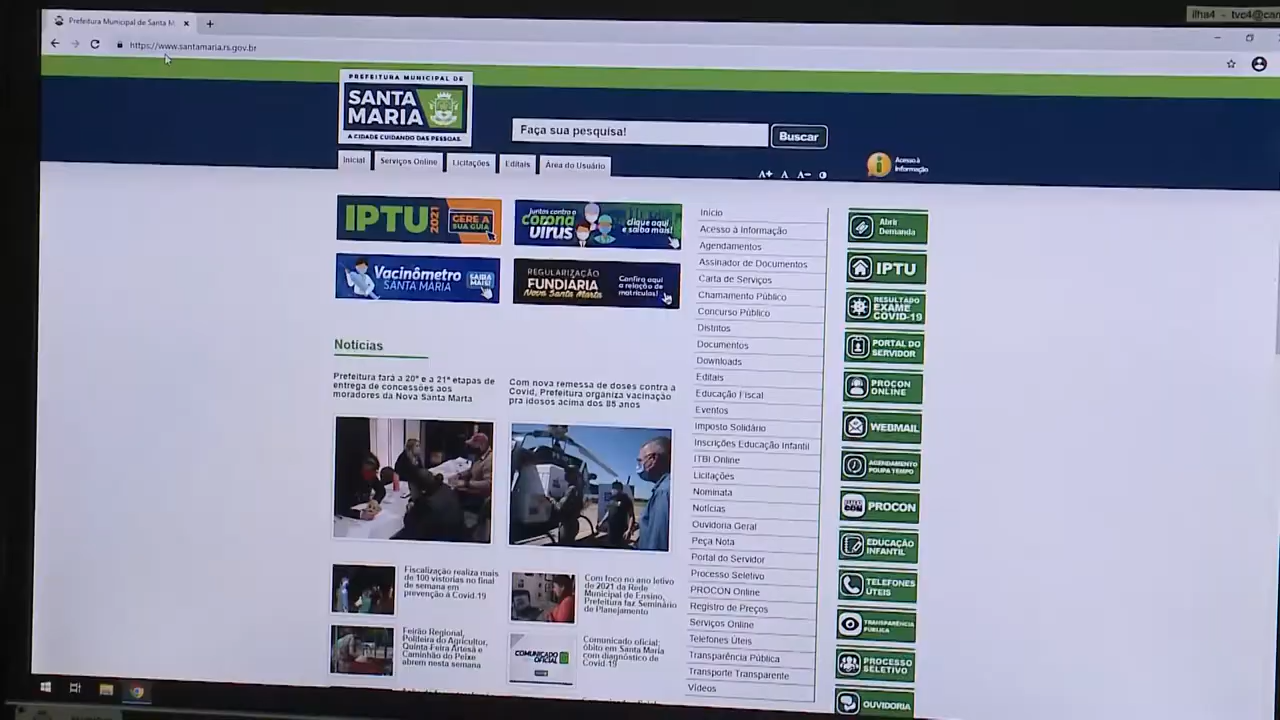 ilha4 - tvc4@ca
Prefeitura Municipal de Santa M
https://www.santamaria.rs.gov.br
PREFEITURA MUNICIPAL DE
SANTA
MARIA
A CIDADE CUIDANDO DAS PESSOAS.
Faça sua pesquisa!
Buscar
Inicial
Serviços Online
Licitações
Editais
Área do Usuário
A+ A A-
Acesso à
Informação
IPTU 2021
GERE A
SUA GUIA
Juntos contra o
corona
vírus
clique aqui
e saiba mais!
Vacinômetro
SANTA MARIA
SAIBA
MAIS!
REGULARIZAÇÃO
FUNDIÁRIA
Nova Santa Marta
Confira aqui
a relação de
matrículas!
Notícias
Prefeitura fará a 20ª e a 21ª etapas de
entrega de concessões aos
moradores da Nova Santa Marta
Com nova remessa de doses contra a
Covid, Prefeitura organiza vacinação
pra idosos acima dos 85 anos
Fiscalização realiza mais
de 100 vistorias no final
de semana em
prevenção à Covid-19
Com foco no ano letivo
de 2021 da Rede
Municipal de Ensino,
Prefeitura faz Seminário
de Planejamento
Feirão Regional,
Polifeira do Agricultor,
Quinta-Feira Artesã e
Caminhão do Peixe
abrem nesta semana
COMUNICADO
OFICIAL
Comunicado oficial:
óbito em Santa Maria
com diagnóstico de
Covid-19
Início
Acesso à Informação
Agendamentos
Assinador de Documentos
Carta de Serviços
Chamamento Público
Concurso Público
Distritos
Documentos
Downloads
Editais
Educação Fiscal
Eventos
Imposto Solidário
Inscrições Educação Infantil
ITBI Online
Licitações
Nominata
Notícias
Ouvidoria Geral
Peça Nota
Portal do Servidor
Processo Seletivo
PROCON Online
Registro de Preços
Serviços Online
Telefones Úteis
Transparência Pública
Transporte Transparente
Vídeos
Abrir
Demanda
IPTU
RESULTADO
EXAME
COVID-19
PORTAL DO
SERVIDOR
PROCON
ONLINE
WEBMAIL
AGENDAMENTO
POUPA TEMPO
PROCON
EDUCAÇÃO
INFANTIL
TELEFONES
ÚTEIS
TRANSPARÊNCIA
PÚBLICA
PROCESSO
SELETIVO
OUVIDORIA